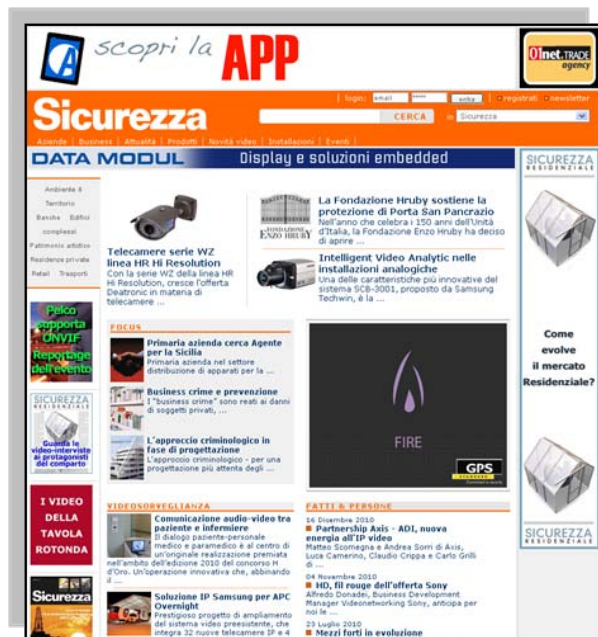 scopri la APP
01net.TRADE
agency
login: email ***** entra registrati newsletter
Sicurezza
CERCA in Sicurezza
Aziende | Business | Attualità | Prodotti | Novità video | Installazioni | Eventi |
DATA MODUL Display e soluzioni embedded
Ambiente &
Territorio
Banche Edifici
complessi
Patrimonio artistico
Residenze private
Retail Trasporti
Pelco
supporta
ONVIF
Reportage
dell'evento
SICUREZZA
RESIDENZIALE
Guarda le
video-interviste
ai protagonisti
del comparto
I VIDEO
DELLA
TAVOLA
ROTONDA
Sicurezza
Telecamere serie WZ
linea HR Hi Resolution
Con la serie WZ della linea HR
Hi Resolution, cresce l'offerta
Deatronic in materia di
telecamere ...
FONDAZIONE
ENZO HRUBY
La Fondazione Hruby sostiene la
protezione di Porta San Pancrazio
Nell'anno che celebra i 150 anni dell'Unità
d'Italia, la Fondazione Enzo Hruby ha deciso
di aprire ...
Intelligent Video Analytic nelle
installazioni analogiche
Una delle caratteristiche più innovative del
sistema SCB-3001, proposto da Samsung
Techwin, è la ...
FOCUS
Primaria azienda cerca Agente
per la Sicilia
Primaria azienda nel settore
distribuzione di apparati per la ...
Business crime e prevenzione
I "business crime" sono reati ai danni
di soggetti privati, ...
L'approccio criminologico in
fase di progettazione
L'approccio criminologico - per una
progettazione più attenta degli ...
FIRE
GPS
STANDARD
VIDEOSORVEGLIANZA
Comunicazione audio-video tra
paziente e infermiere
Il dialogo paziente-personale
medico e paramedico è al centro di
un'originale realizzazione premiata
nell'ambito dell'edizione 2010 del concorso H
d'Oro. Un'operazione innovativa che, abbinando
il ...
Soluzione IP Samsung per APC
Overnight
Prestigioso progetto di ampliamento
del sistema video preesistente, che
integra 32 nuove telecamere IP e 4
FATTI & PERSONE
16 Dicembre 2010
Partnership Axis - ADI, nuova
energia all'IP video
Matteo Scomegna e Andrea Sorri di Axis,
Luca Camerino, Claudio Crippa e Carlo Grilli
di ...
04 Novembre 2010
HD, fil rouge dell'offerta Sony
Alfredo Donadei, Business Development
Manager Videonetworking Sony, anticipa per
noi le ...
23 Luglio 2010
Mezzi forti in evoluzione
SICUREZZA
RESIDENZIALE
Come
evolve
il mercato
Residenziale?
SICUREZZA
RESIDENZIALE